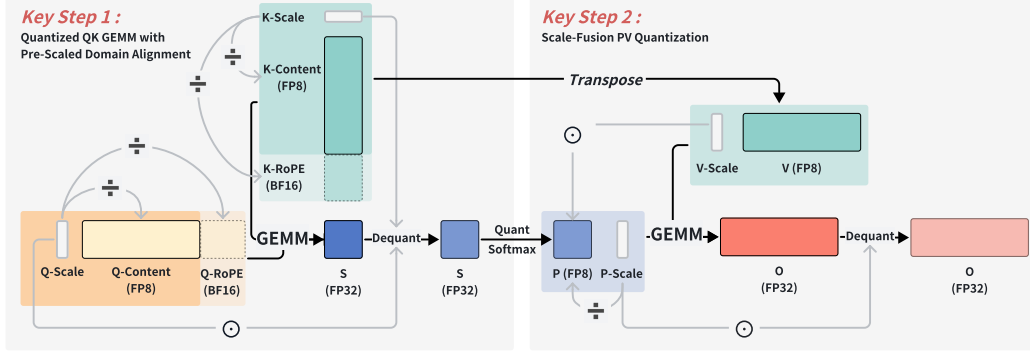 Key Step 1 :
Quantized QK GEMM with
Pre-Scaled Domain Alignment
K-Scale
K-Content
(FP8)
K-RoPE
(BF16)
Q-Scale
Q-Content
(FP8)
Q-RoPE
(BF16)
GEMM
S
(FP32)
Dequant
S
(FP32)
Quant
Softmax
Key Step 2 :
Scale-Fusion PV Quantization
Transpose
V-Scale
V (FP8)
P (FP8)
P-Scale
GEMM
O
(FP32)
Dequant
O
(FP32)